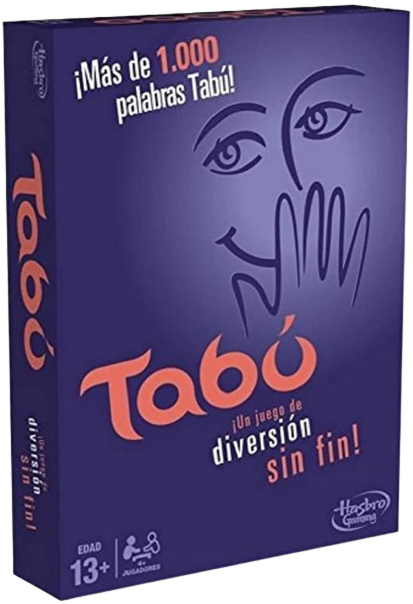 ¡Más de 1.000
palabras Tabú!
Tabú
¡Un juego de
diversión
sin fin!
Hasbro
Gaming
EDAD
13+
4+
JUGADORES
Hasbro
Gaming
Tabú
¡Un juego de
diversión
sin fin!